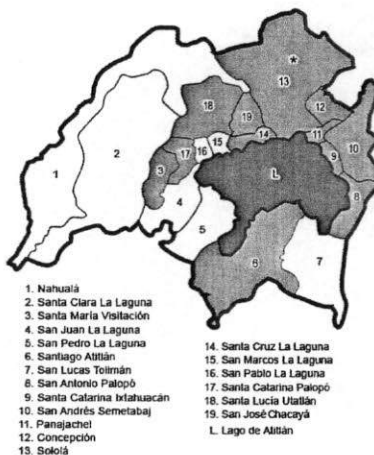 *
13
18
19
12
14
11
10
15
16
17
9
2
1
3
L
8
4
5
6
7
1. Nahualá
2. Santa Clara La Laguna
3. Santa María Visitación
4. San Juan La Laguna
5. San Pedro La Laguna
6. Santiago Atitlán
7. San Lucas Tolimán
8. San Antonio Palopó
9. Santa Catarina Ixtahuacán
10. San Andrés Semetabaj
11. Panajachel
12. Concepción
13. Sololá
14. Santa Cruz La Laguna
15. San Marcos La Laguna
16. San Pablo La Laguna
17. Santa Catarina Palopó
18. Santa Lucía Utatlán
19. San José Chacayá
L. Lago de Atitlán